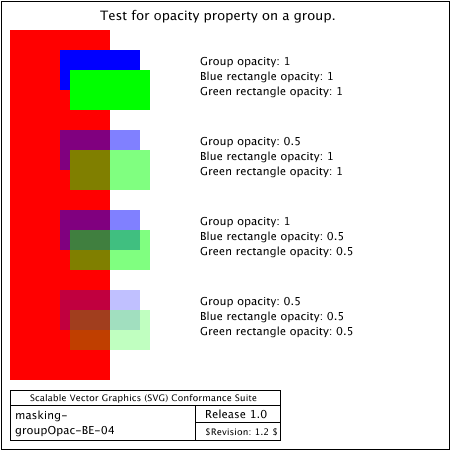 Test for opacity property on a group.
Group opacity: 1
Blue rectangle opacity: 1
Green rectangle opacity: 1
Group opacity: 0.5
Blue rectangle opacity: 1
Green rectangle opacity: 1
Group opacity: 1
Blue rectangle opacity: 0.5
Green rectangle opacity: 0.5
Group opacity: 0.5
Blue rectangle opacity: 0.5
Green rectangle opacity: 0.5
Scalable Vector Graphics (SVG) Conformance Suite
masking-
groupOpac-BE-04
Release 1.0
$Revision: 1.2 $